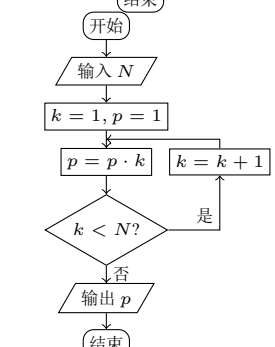 结束
开始
输入 N
k = 1, p = 1
p = p · k
k = k + 1
k < N?
是
否
输出 p
结束